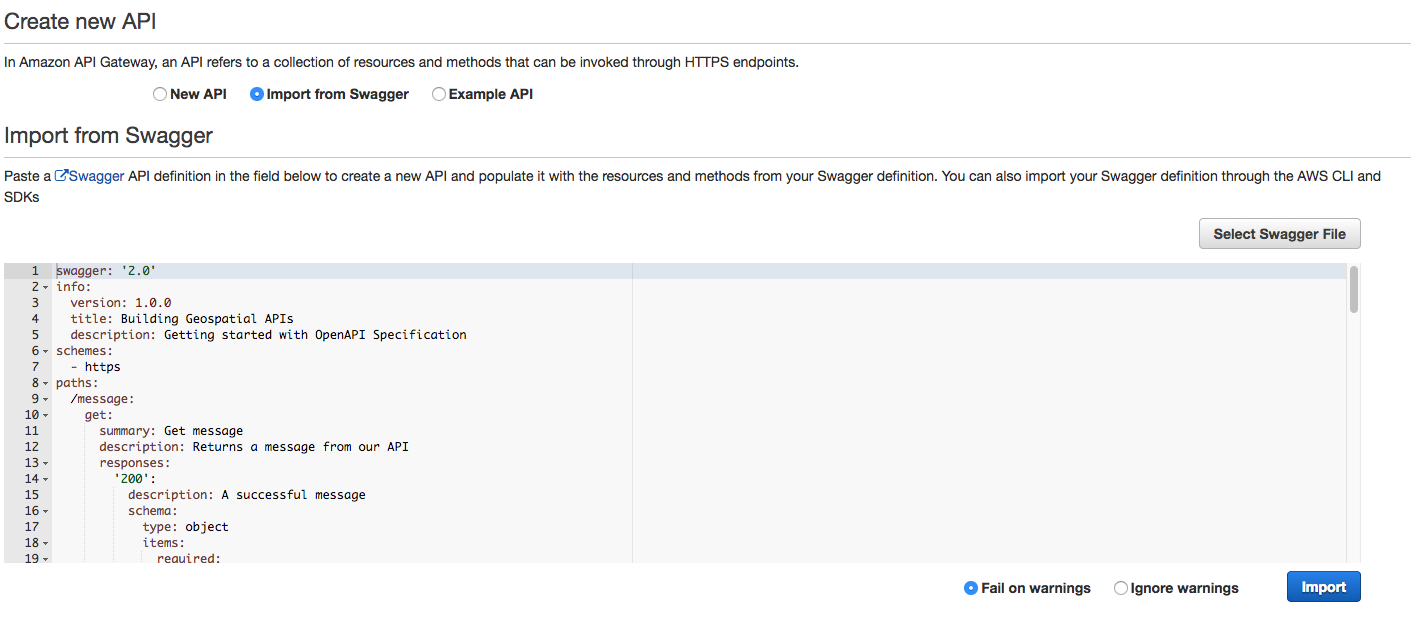 Create new API
In Amazon API Gateway, an API refers to a collection of resources and methods that can be invoked through HTTPS endpoints.
New API Import from Swagger Example API
Import from Swagger
Paste a Swagger API definition in the field below to create a new API and populate it with the resources and methods from your Swagger definition. You can also import your Swagger definition through the AWS CLI and
SDKs
Select Swagger File
1 swagger: '2.0'
2 info:
3   version: 1.0.0
4   title: Building Geospatial APIs
5   description: Getting started with OpenAPI Specification
6 schemes:
7   - https
8 paths:
9   /message:
10     get:
11       summary: Get message
12       description: Returns a message from our API
13       responses:
14         '200':
15           description: A successful message
16           schema:
17             type: object
18             items:
19               required:
Fail on warnings Ignore warnings Import